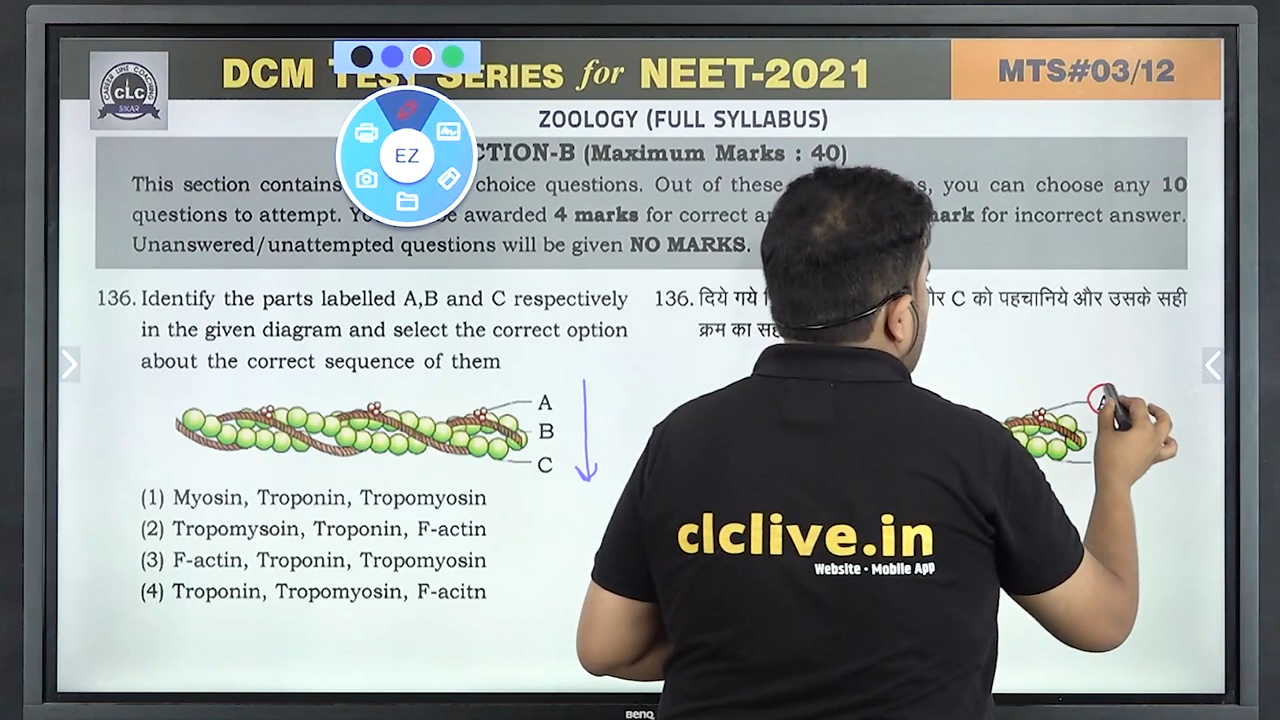 DCM TEST SERIES for NEET-2021
MTS#03/12
CAREER LINE COACHING
CLC
SIKAR
EZ
ZOOLOGY (FULL SYLLABUS)
CTION-B (Maximum Marks : 40)
This section contains choice questions. Out of these s, you can choose any 10
questions to attempt. Y e awarded 4 marks for correct a mark for incorrect answer.
Unanswered/unattempted questions will be given NO MARKS.
136. Identify the parts labelled A,B and C respectively
in the given diagram and select the correct option
about the correct sequence of them
A
B
C
(1) Myosin, Troponin, Tropomyosin
(2) Tropomysoin, Troponin, F-actin
(3) F-actin, Troponin, Tropomyosin
(4) Troponin, Tropomyosin, F-acitn
136. दिये गये र C को पहचानिये और उसके सही
क्रम का
A
clclive.in
Website • Mobile App
BenQ